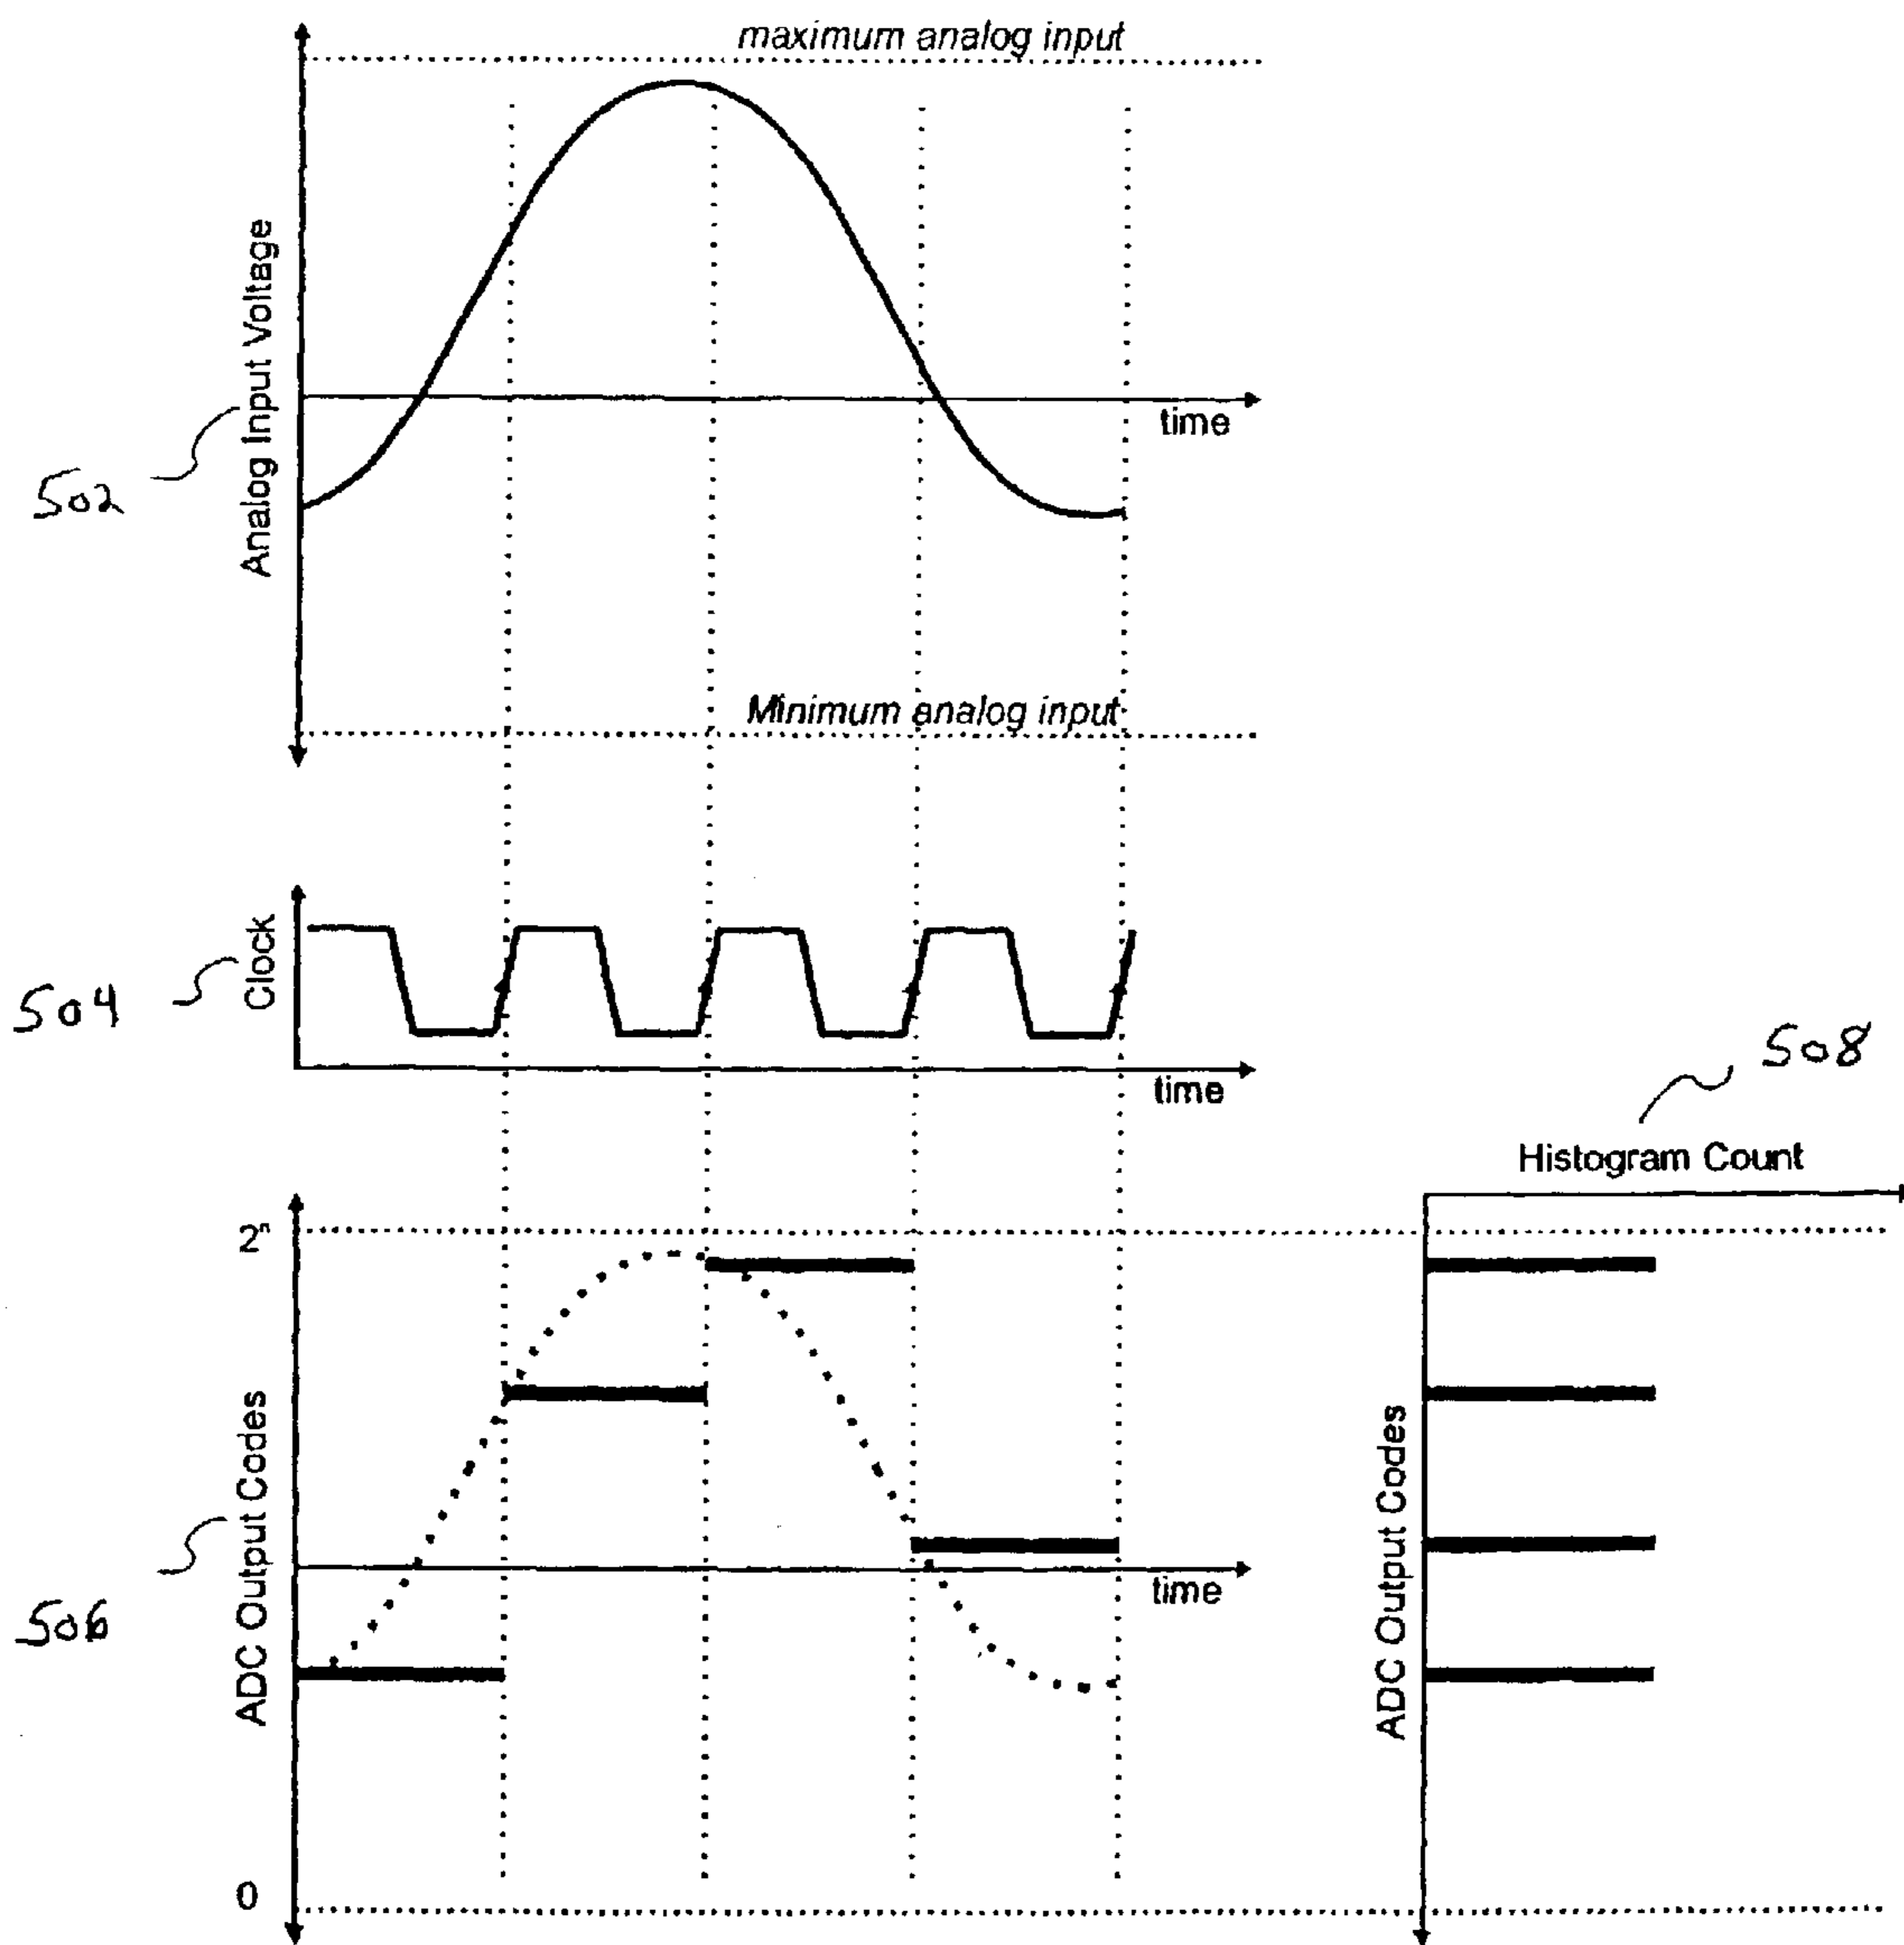 maximum analog input
Analog Input Voltage
time
502
Minimum analog input
Clock
504
time
508
Histogram Count
2
ADC Output Codes
time
506
0
ADC Output Codes